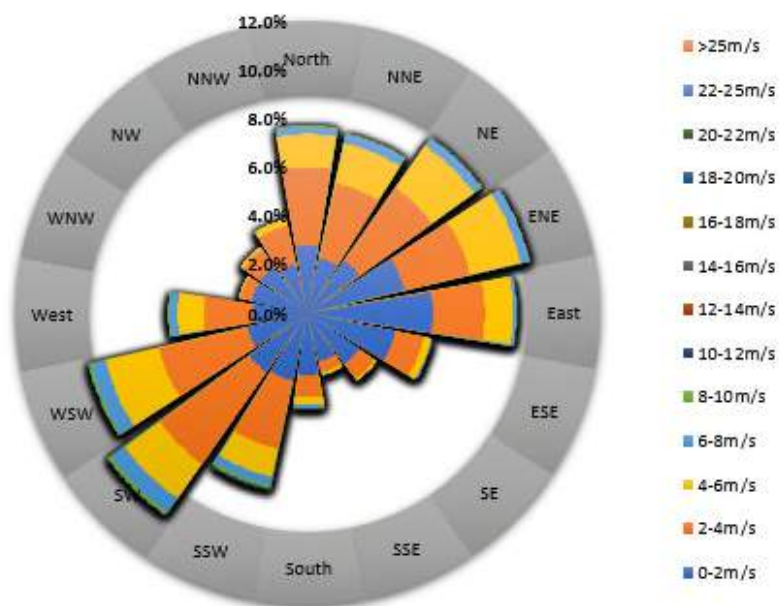 12.0%
10.0%
8.0%
6.0%
4.0%
2.0%
0.0%
North
NNE
NE
ENE
East
ESE
SE
SSE
South
SSW
SW
WSW
West
WNW
NW
NNW
>25m/s
22-25m/s
20-22m/s
18-20m/s
16-18m/s
14-16m/s
12-14m/s
10-12m/s
8-10m/s
6-8m/s
4-6m/s
2-4m/s
0-2m/s